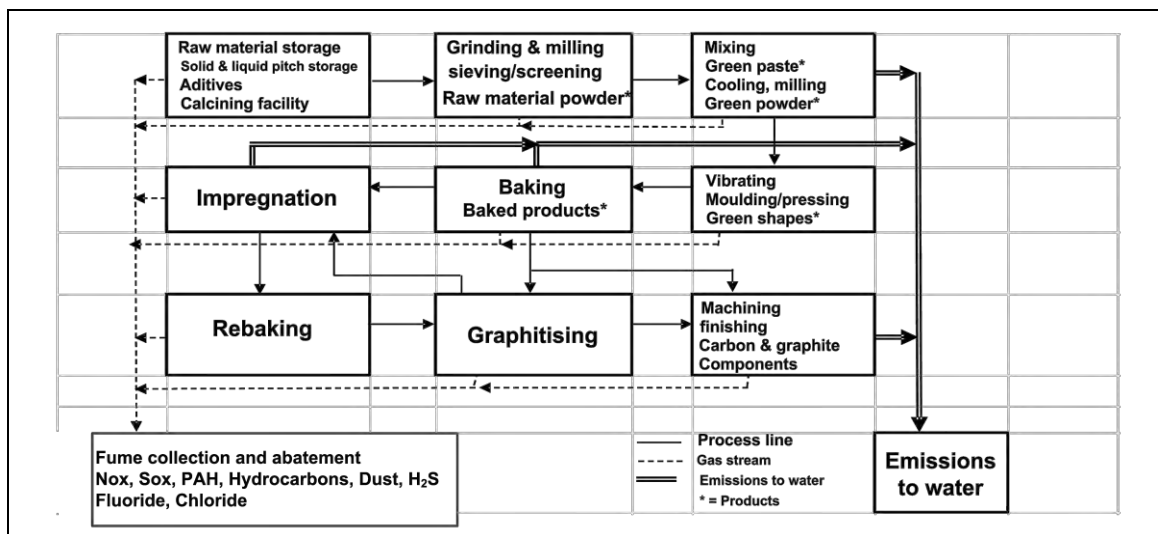 Raw material storage
Solid & liquid pitch storage
Aditives
Calcining facility
Grinding & milling
sieving/screening
Raw material powder*
Mixing
Green paste*
Cooling, milling
Green powder*
Impregnation
Baking
Baked products*
Vibrating
Moulding/pressing
Green shapes*
Rebaking
Graphitising
Machining
finishing
Carbon & graphite
Components
Fume collection and abatement
Nox, Sox, PAH, Hydrocarbons, Dust, H₂S
Fluoride, Chloride
Process line
Gas stream
Emissions to water
* = Products
Emissions
to water